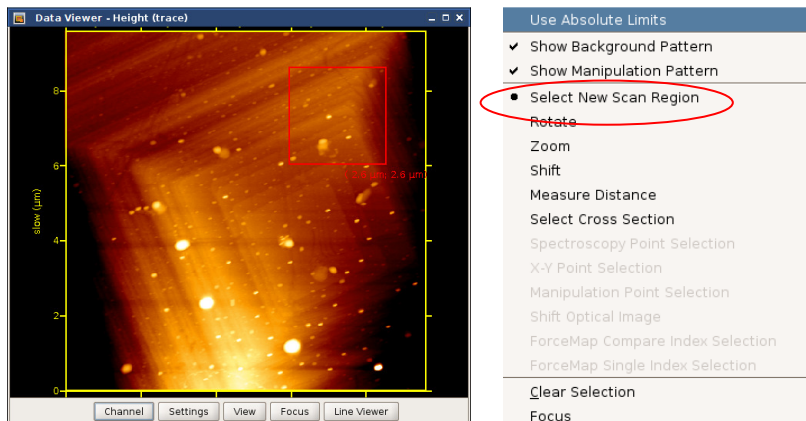 Data Viewer - Height (trace)
8
6
4
2
0
slow (µm)
2.6 µm
Channel
Settings
View
Focus
Line Viewer
Use Absolute Limits
Show Background Pattern
Show Manipulation Pattern
Select New Scan Region
Rotate
Zoom
Shift
Measure Distance
Select Cross Section
Spectroscopy Point Selection
X-Y Point Selection
Manipulation Point Selection
Shift Optical Image
ForceMap Compare Index Selection
ForceMap Single Index Selection
Clear Selection
Focus